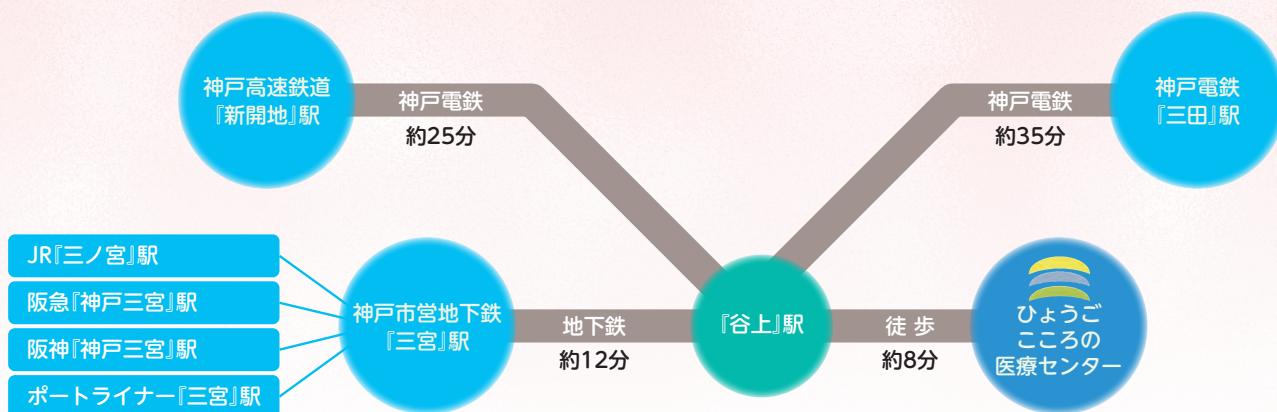 神戸高速鉄道
『新開地』駅
神戸電鉄
約25分
神戸電鉄
約35分
神戸電鉄
『三田』駅
JR『三ノ宮』駅
阪急『神戸三宮』駅
阪神『神戸三宮』駅
ポートライナー『三宮』駅
神戸市営地下鉄
『三宮』駅
地下鉄
約12分
『谷上』駅
徒歩
約8分
ひょうご
こころの
医療センター